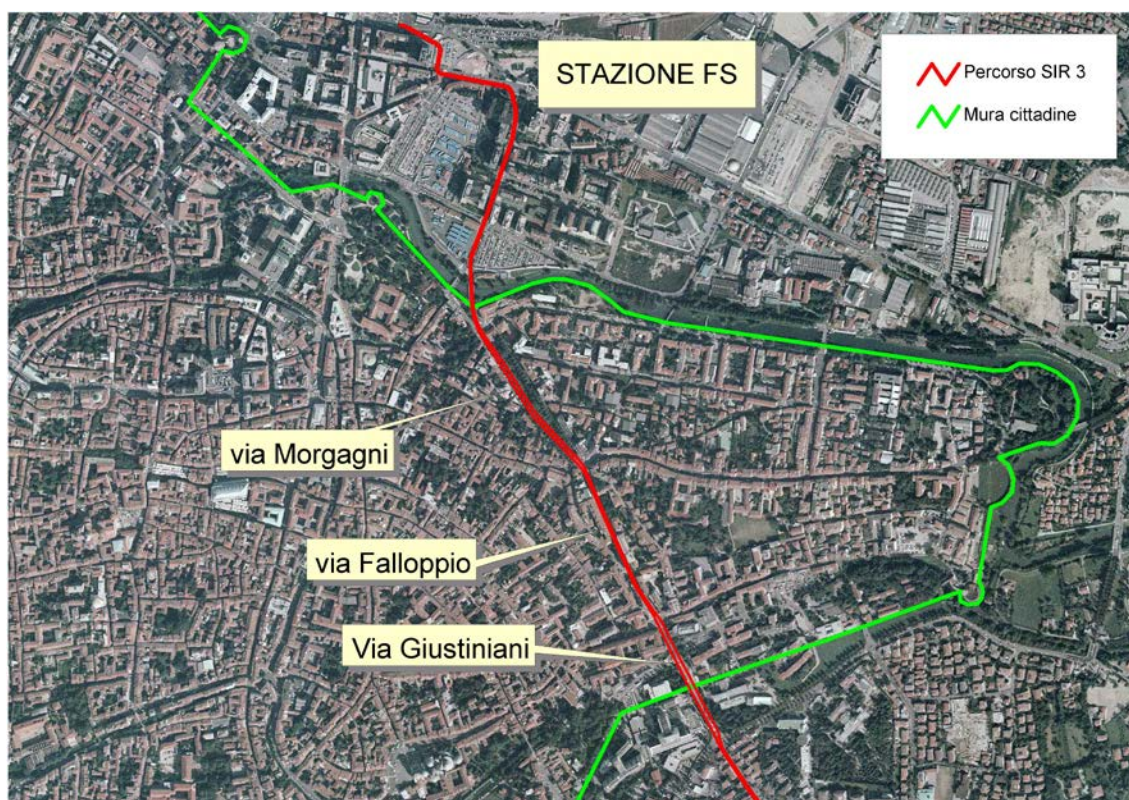 STAZIONE FS
Percorso SIR 3
Mura cittadine
via Morgagni
via Falloppio
Via Giustiniani